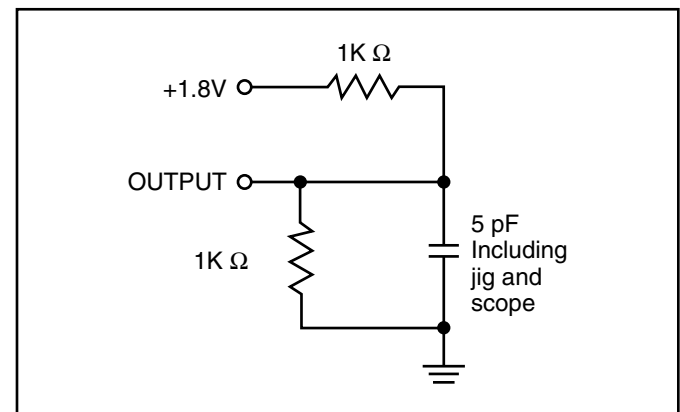 1K Ω
+1.8V
OUTPUT
1K Ω
5 pF
Including
jig and
scope